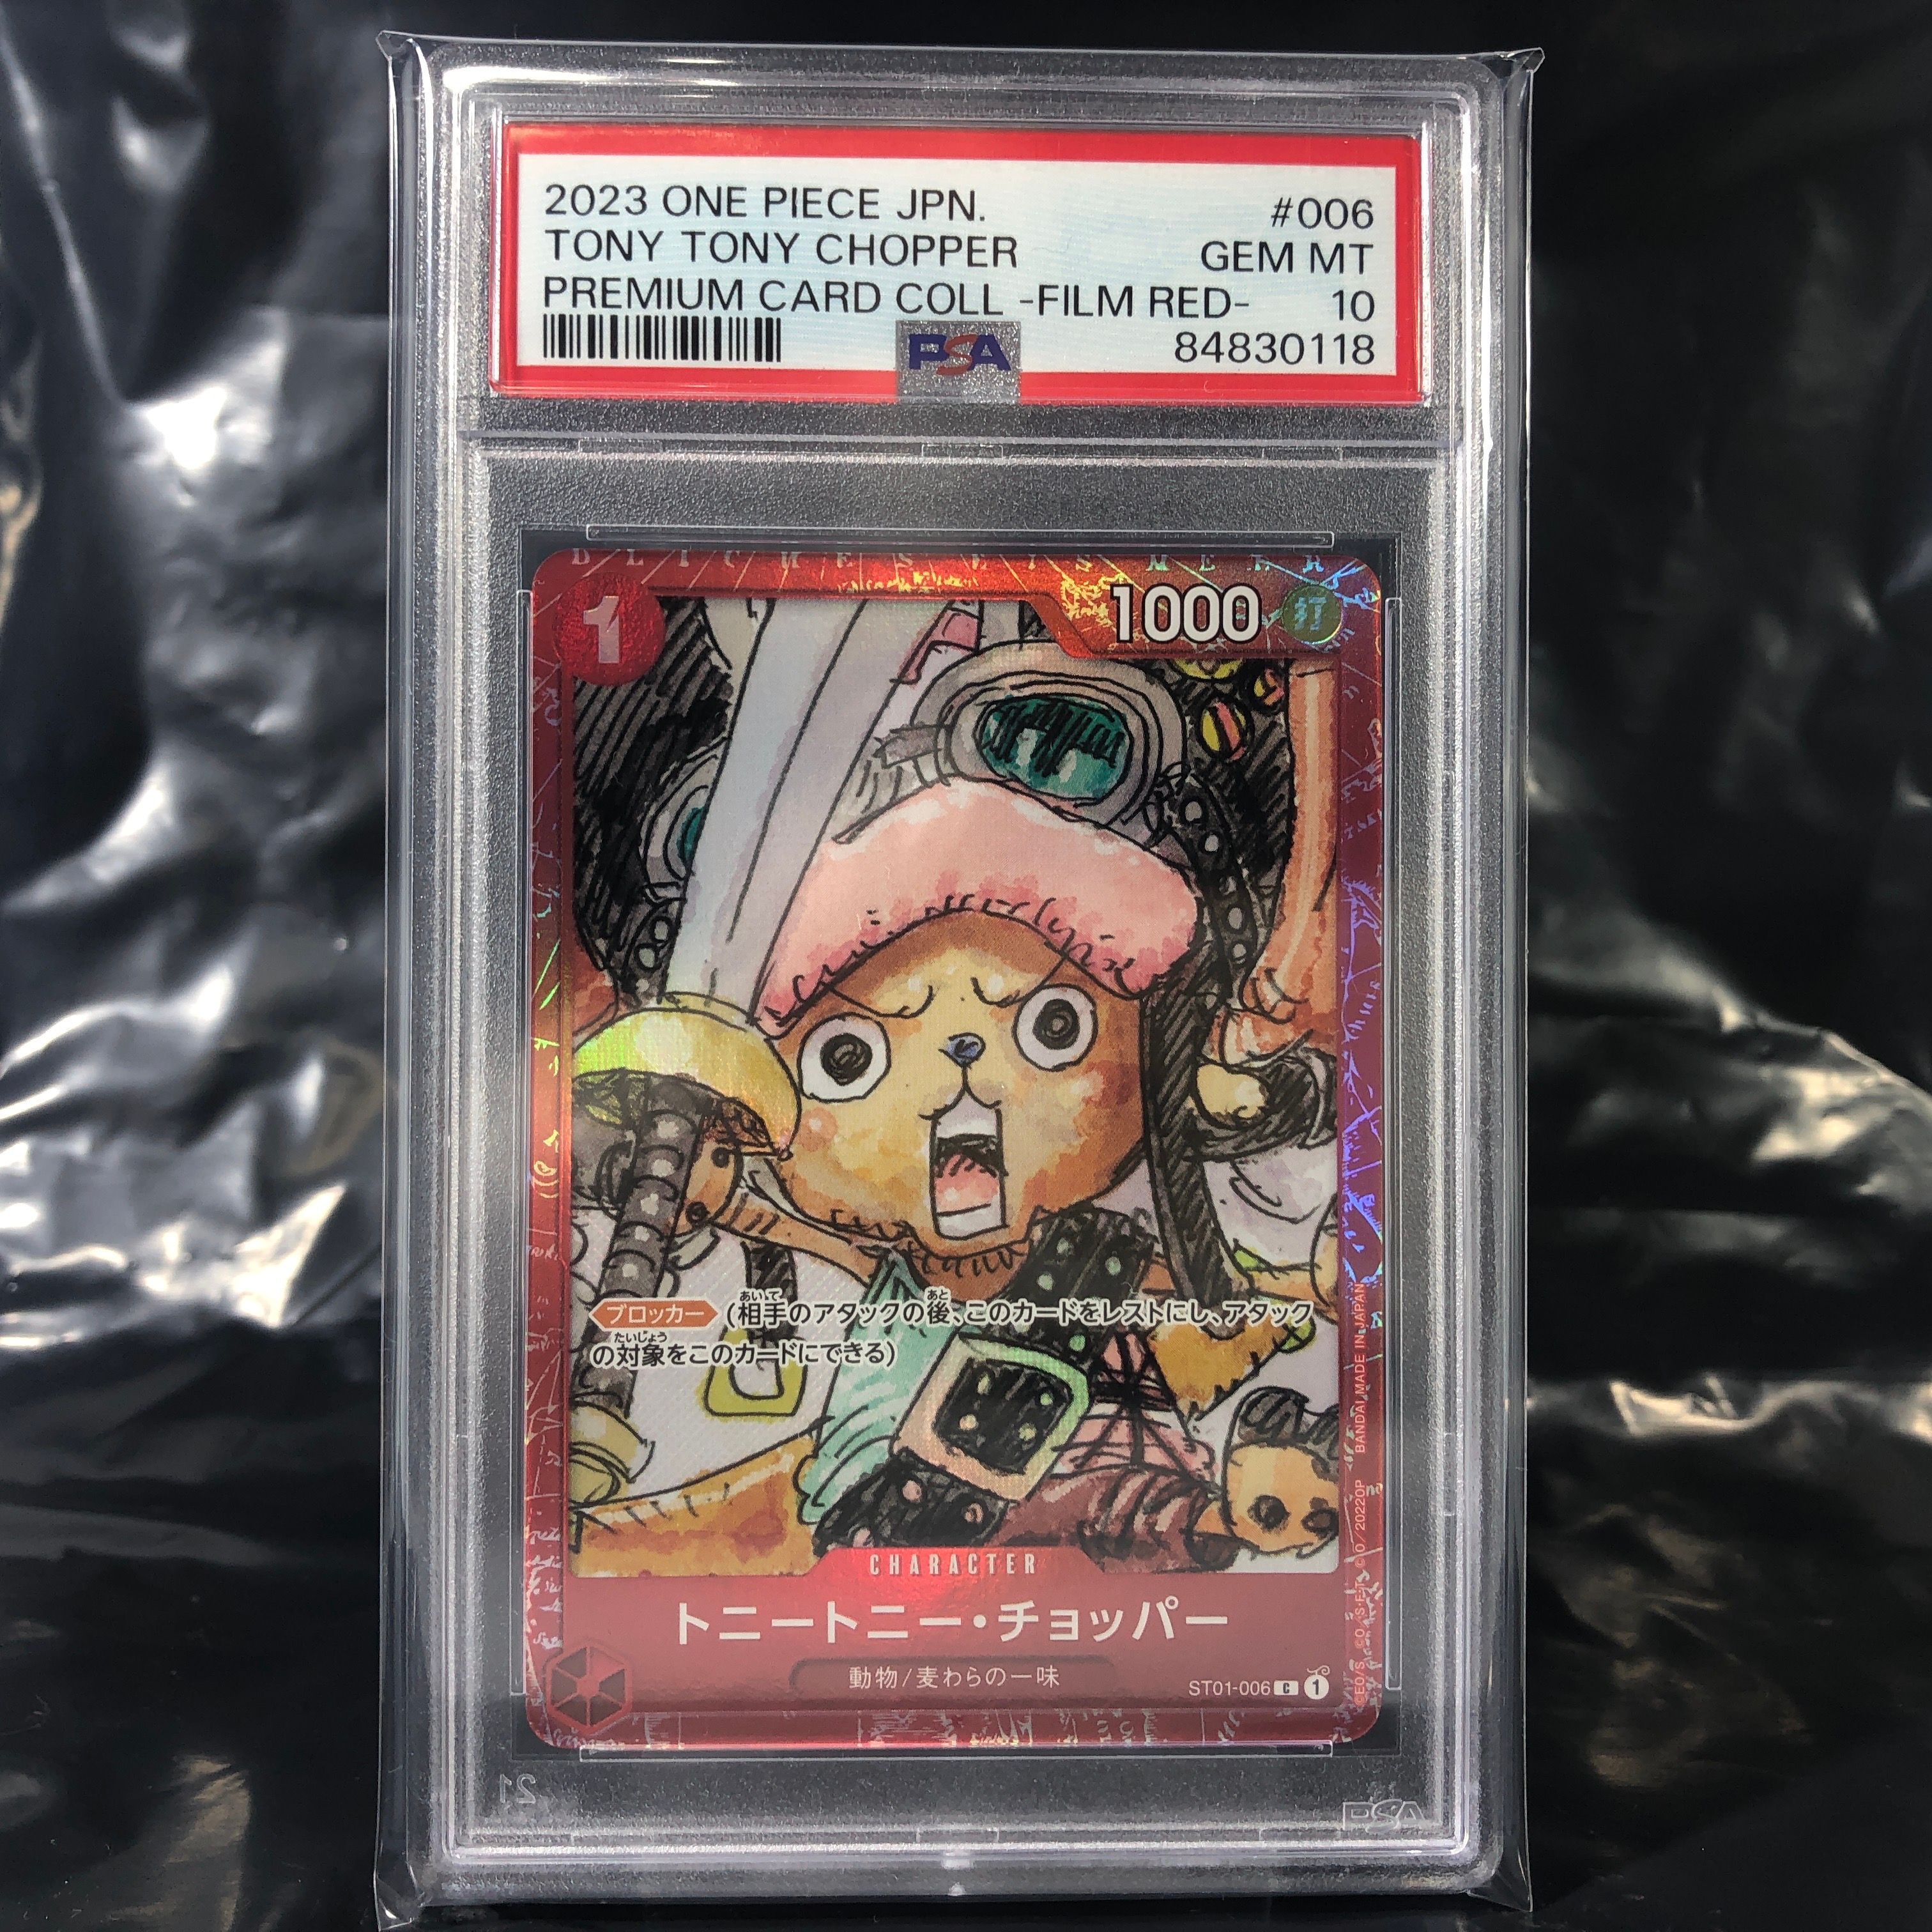 2023 ONE PIECE JPN. #006
TONY TONY CHOPPER GEM MT
PREMIUM CARD COLL -FILM RED- 10
PSA 84830118
1 1000 打
ブロッカー (相手のアタックの後、このカードをレストにし、アタック
あいて あと
の対象をこのカードにできる)
たいしょう
CHARACTER
トニートニー・チョッパー
動物/麦わらの一味
ST01-006 C 1
BANDAI MADE IN JAPAN
PSA